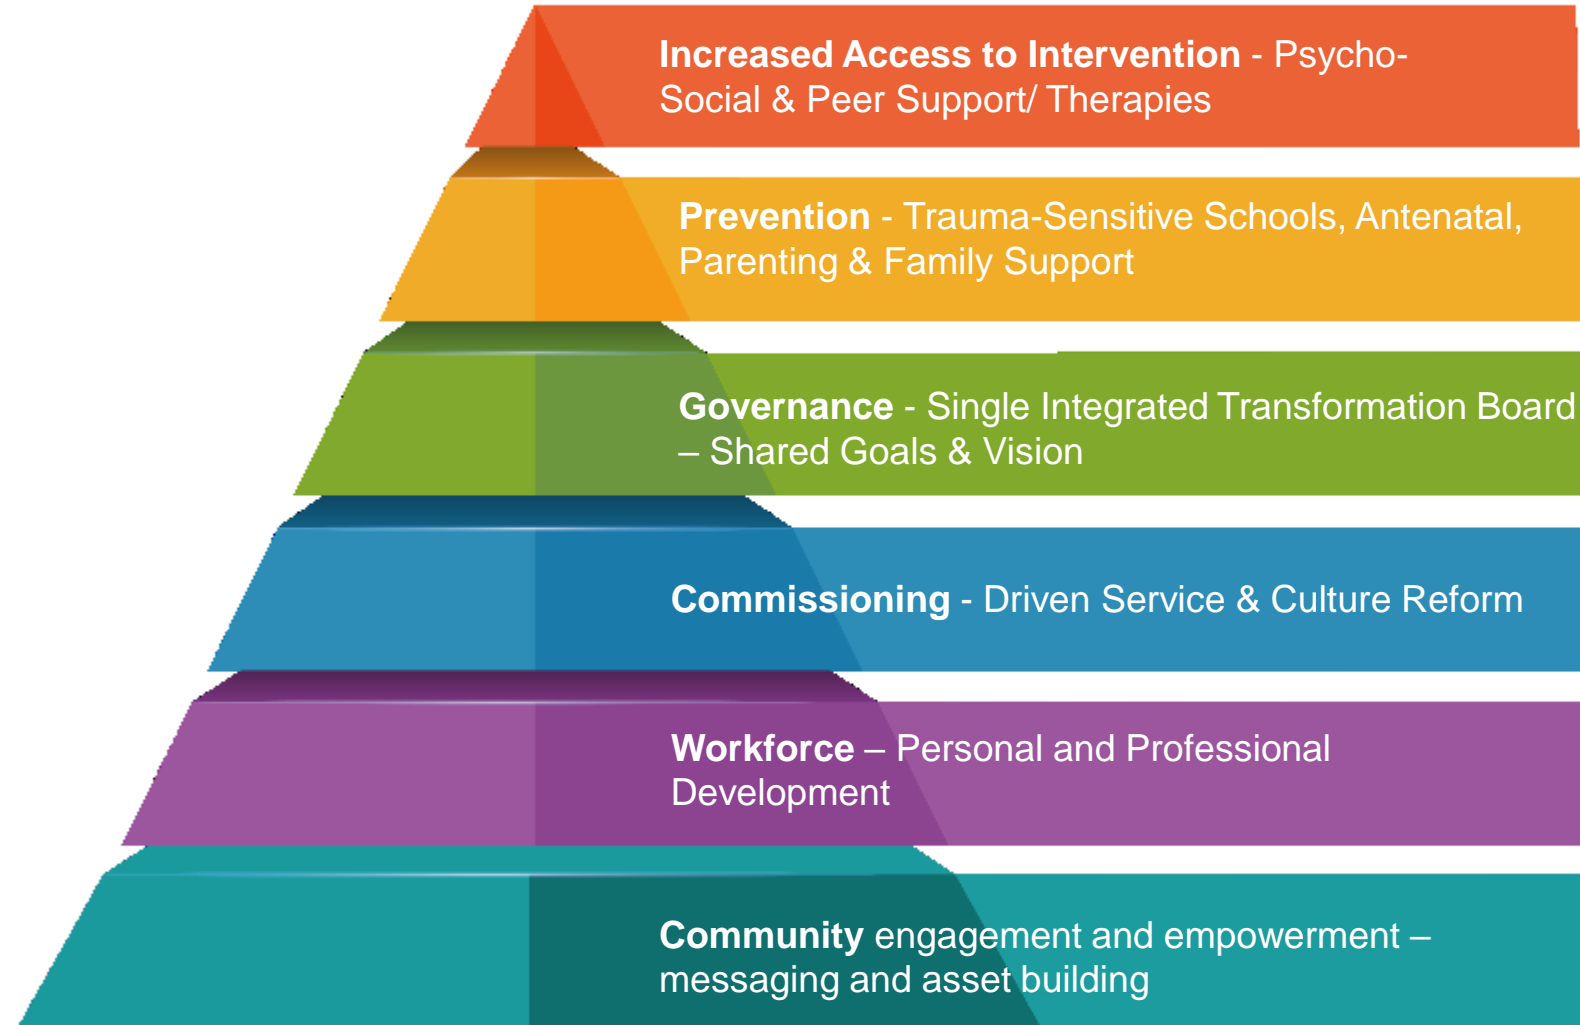 Increased Access to Intervention - Psycho-
Social & Peer Support/ Therapies
Prevention - Trauma-Sensitive Schools, Antenatal,
Parenting & Family Support
Governance - Single Integrated Transformation Board
– Shared Goals & Vision
Commissioning - Driven Service & Culture Reform
Workforce – Personal and Professional
Development
Community engagement and empowerment –
messaging and asset building